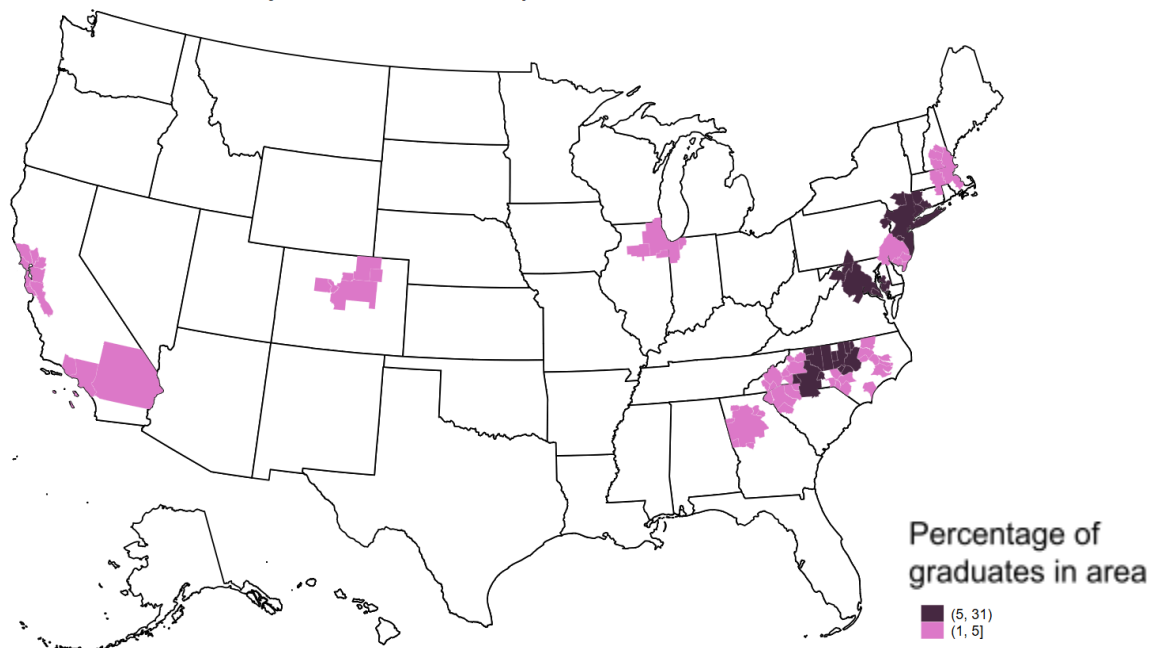 Percentage of
graduates in area
(5, 31)
(1, 5]